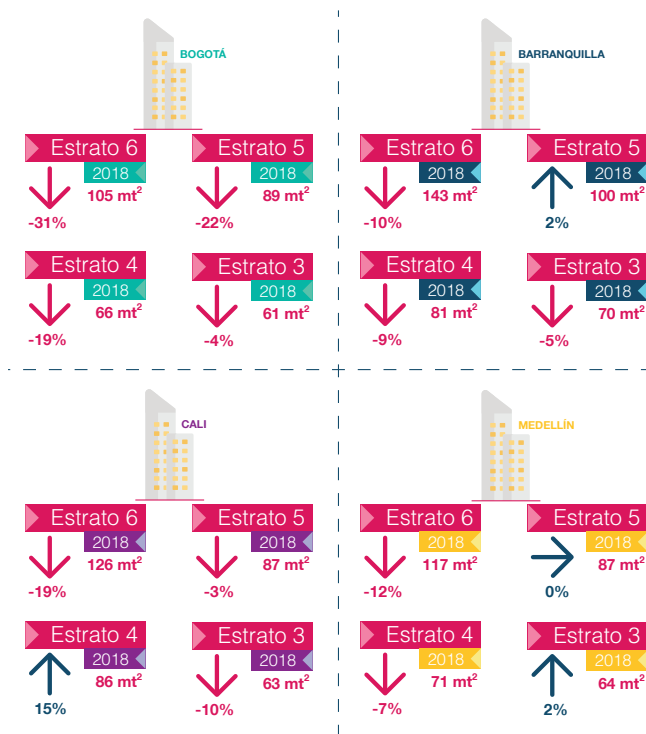 BOGOTÁ
Estrato 6
2018
105 mt²
-31%
Estrato 5
2018
89 mt²
-22%
Estrato 4
2018
66 mt²
-19%
Estrato 3
2018
61 mt²
-4%
BARRANQUILLA
Estrato 6
2018
143 mt²
-10%
Estrato 5
2018
100 mt²
2%
Estrato 4
2018
81 mt²
-9%
Estrato 3
2018
70 mt²
-5%
CALI
Estrato 6
2018
126 mt²
-19%
Estrato 5
2018
87 mt²
-3%
Estrato 4
2018
86 mt²
15%
Estrato 3
2018
63 mt²
-10%
MEDELLÍN
Estrato 6
2018
117 mt²
-12%
Estrato 5
2018
87 mt²
0%
Estrato 4
2018
71 mt²
-7%
Estrato 3
2018
64 mt²
2%